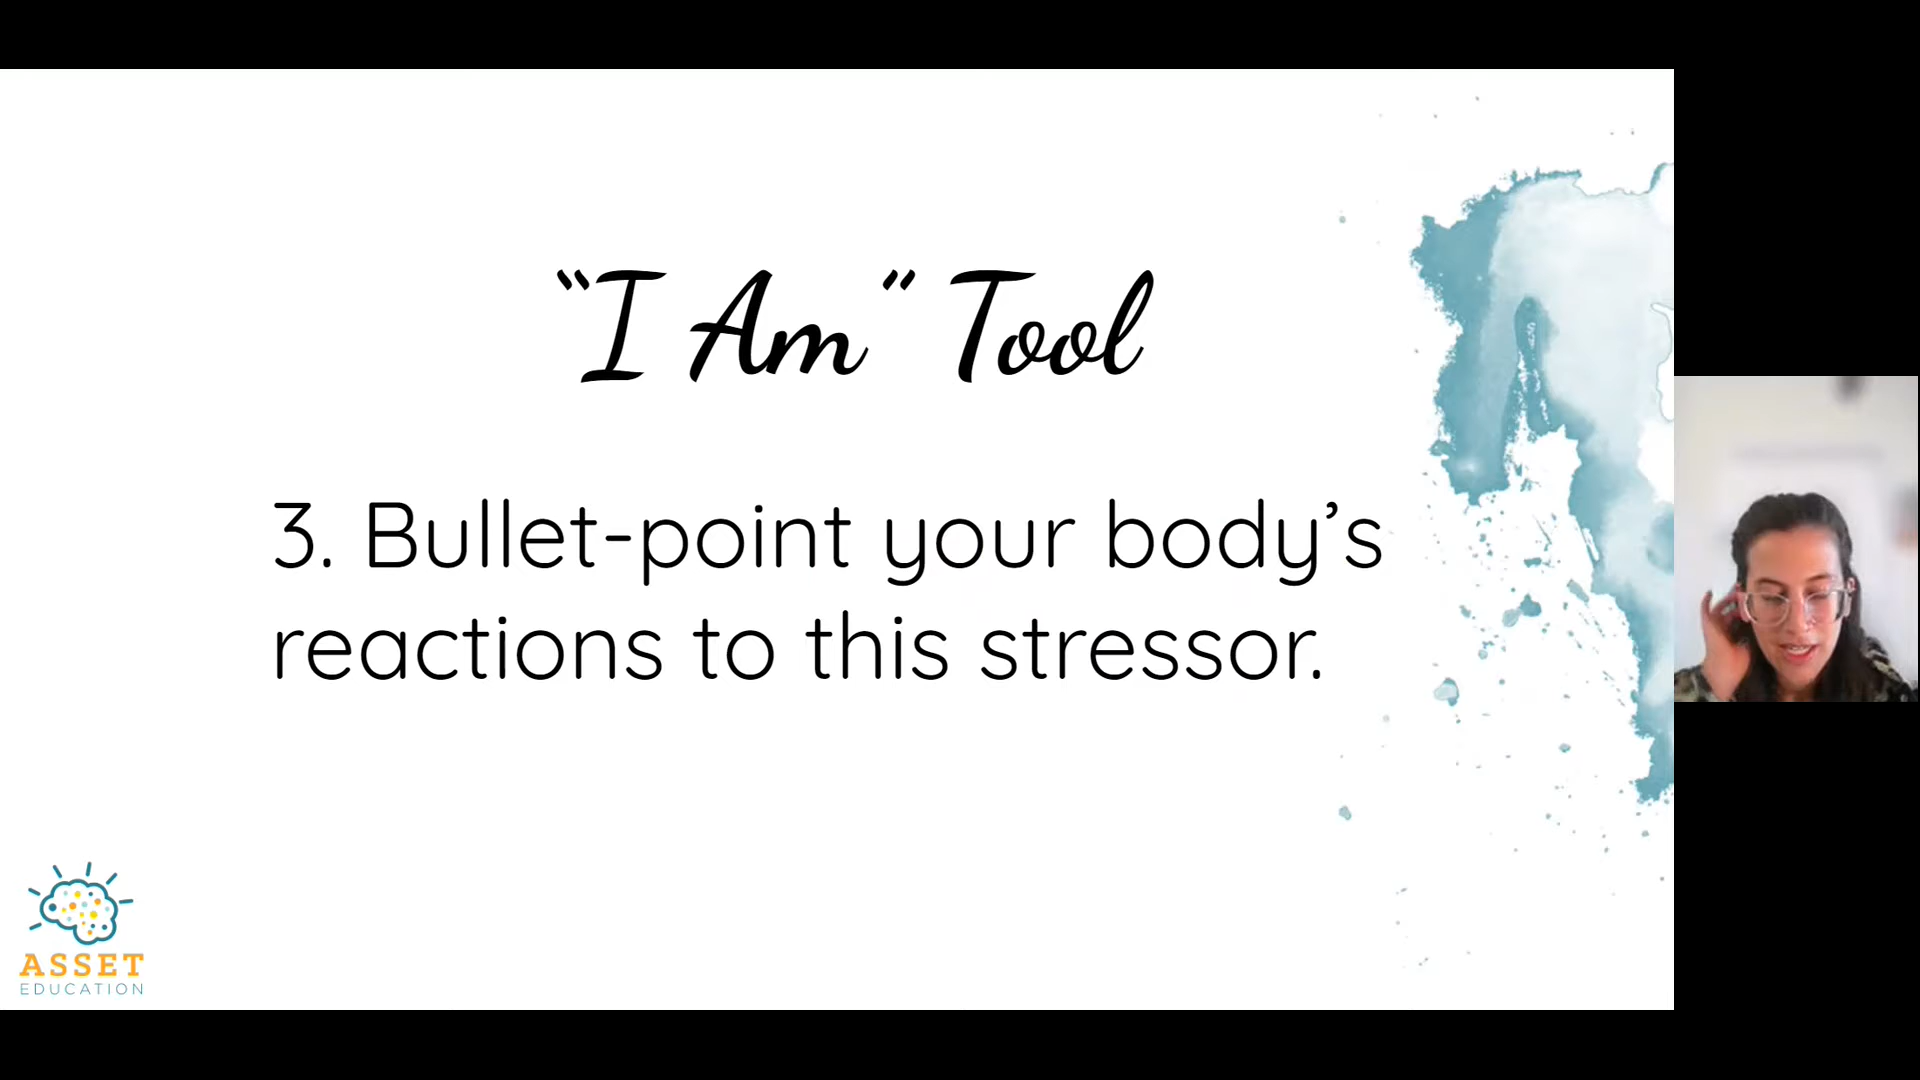 “I Am” Tool
3. Bullet-point your body’s
reactions to this stressor.
ASSET
EDUCATION